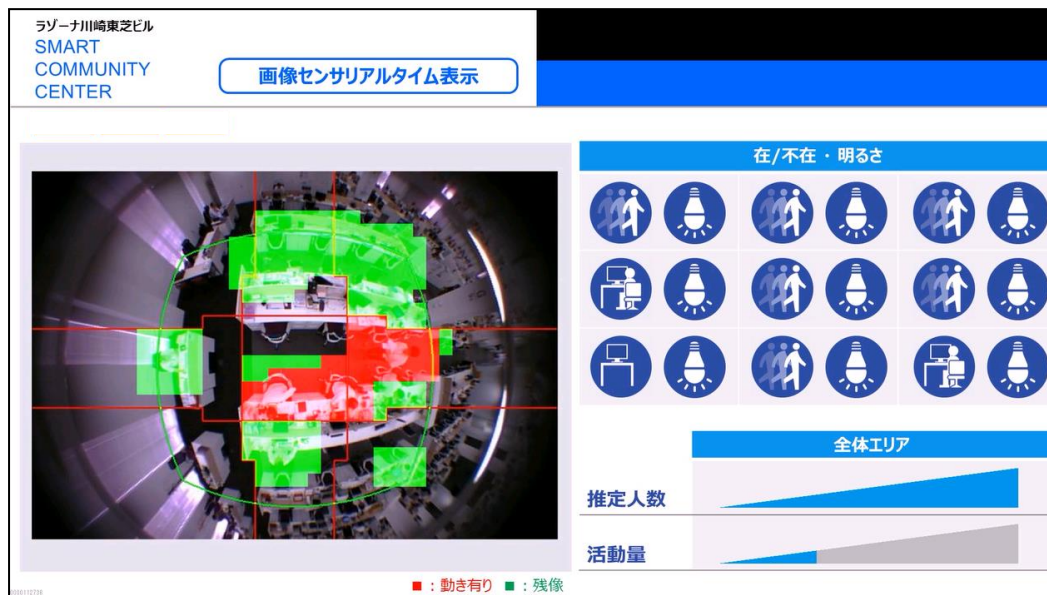 ラゾーナ川崎東芝ビル
SMART
COMMUNITY
CENTER
画像センサリアルタイム表示
在/不在・明るさ
全体エリア
推定人数
活動量
■：動き有り ■：残像